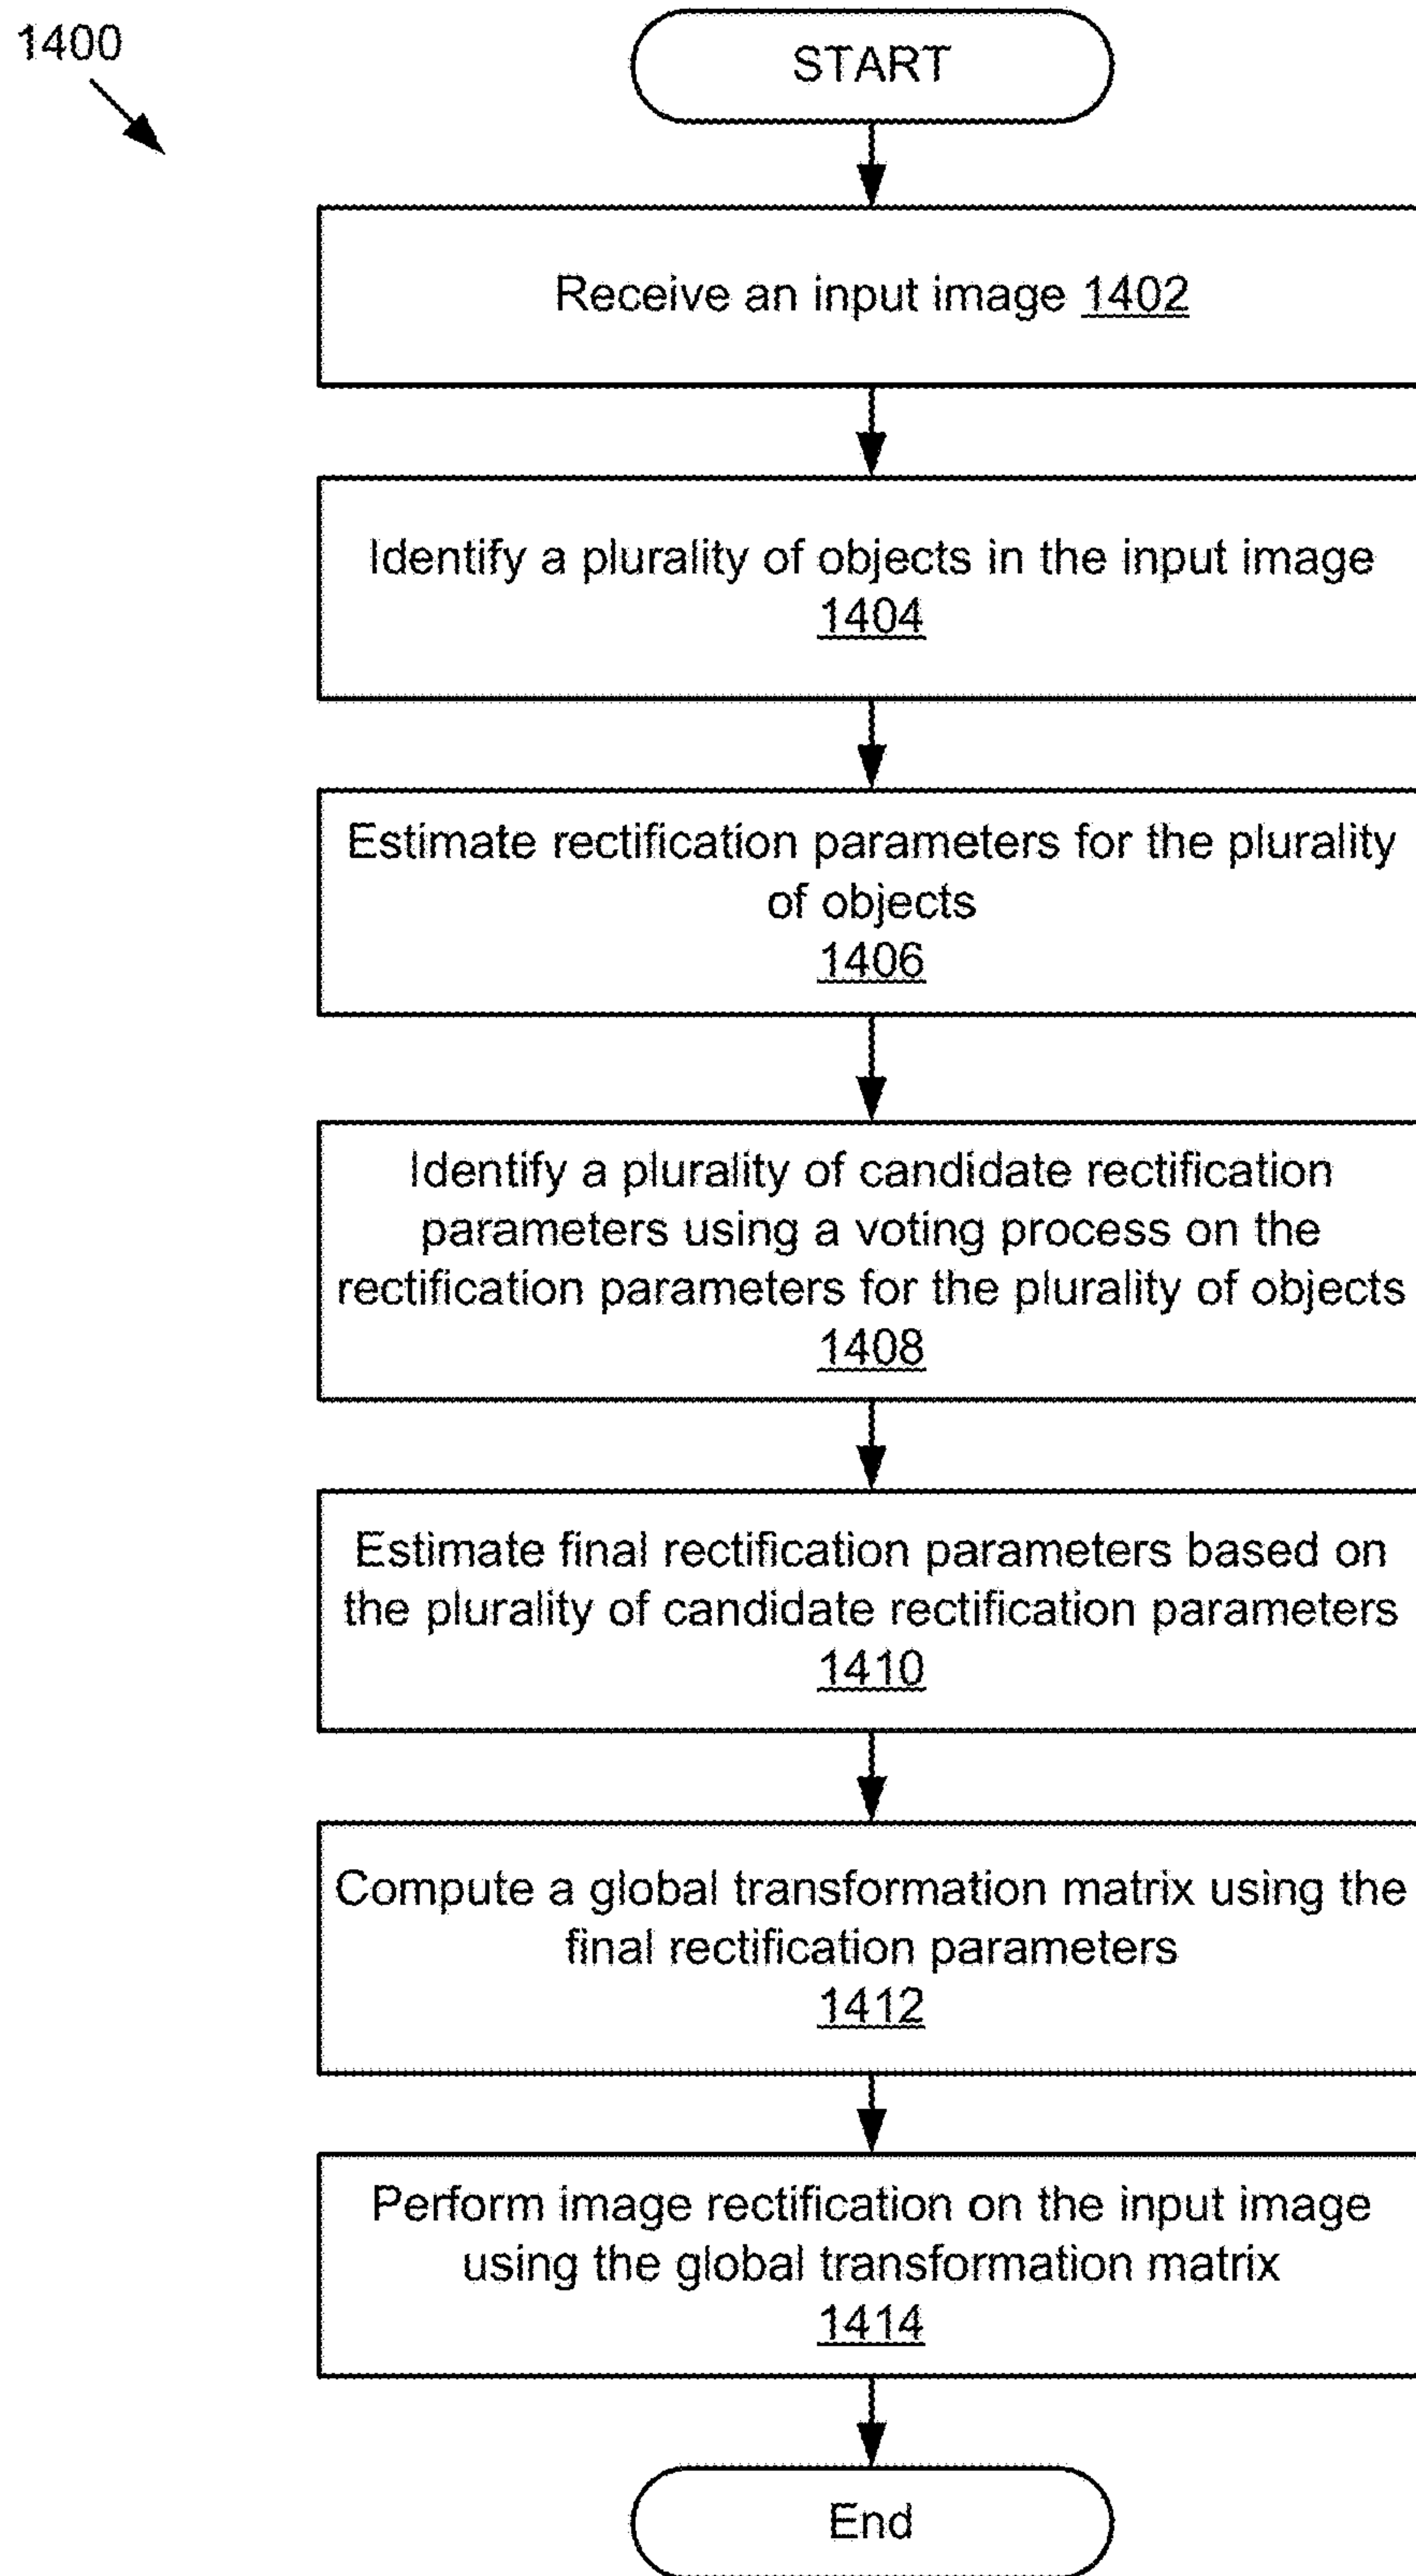 1400
START
Receive an input image 1402
Identify a plurality of objects in the input image
1404
Estimate rectification parameters for the plurality
of objects
1406
Identify a plurality of candidate rectification
parameters using a voting process on the
rectification parameters for the plurality of objects
1408
Estimate final rectification parameters based on
the plurality of candidate rectification parameters
1410
Compute a global transformation matrix using the
final rectification parameters
1412
Perform image rectification on the input image
using the global transformation matrix
1414
End